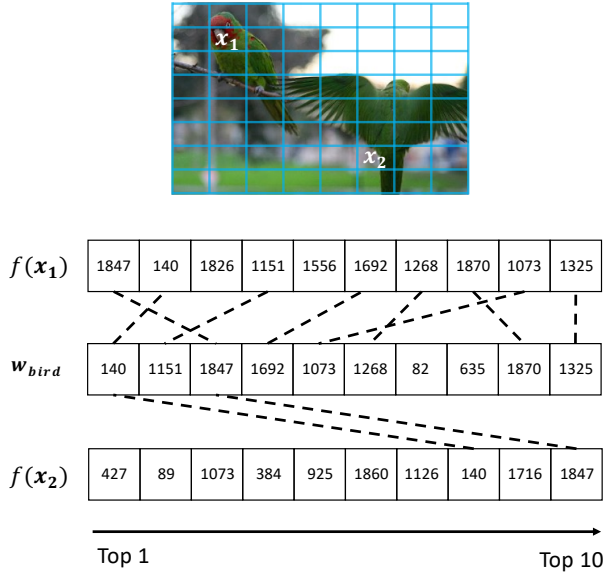 x₁
x₂
f(x₁) 1847 140 1826 1151 1556 1692 1268 1870 1073 1325
w_bird 140 1151 1847 1692 1073 1268 82 635 1870 1325
f(x₂) 427 89 1073 384 925 1860 1126 140 1716 1847
Top 1 Top 10